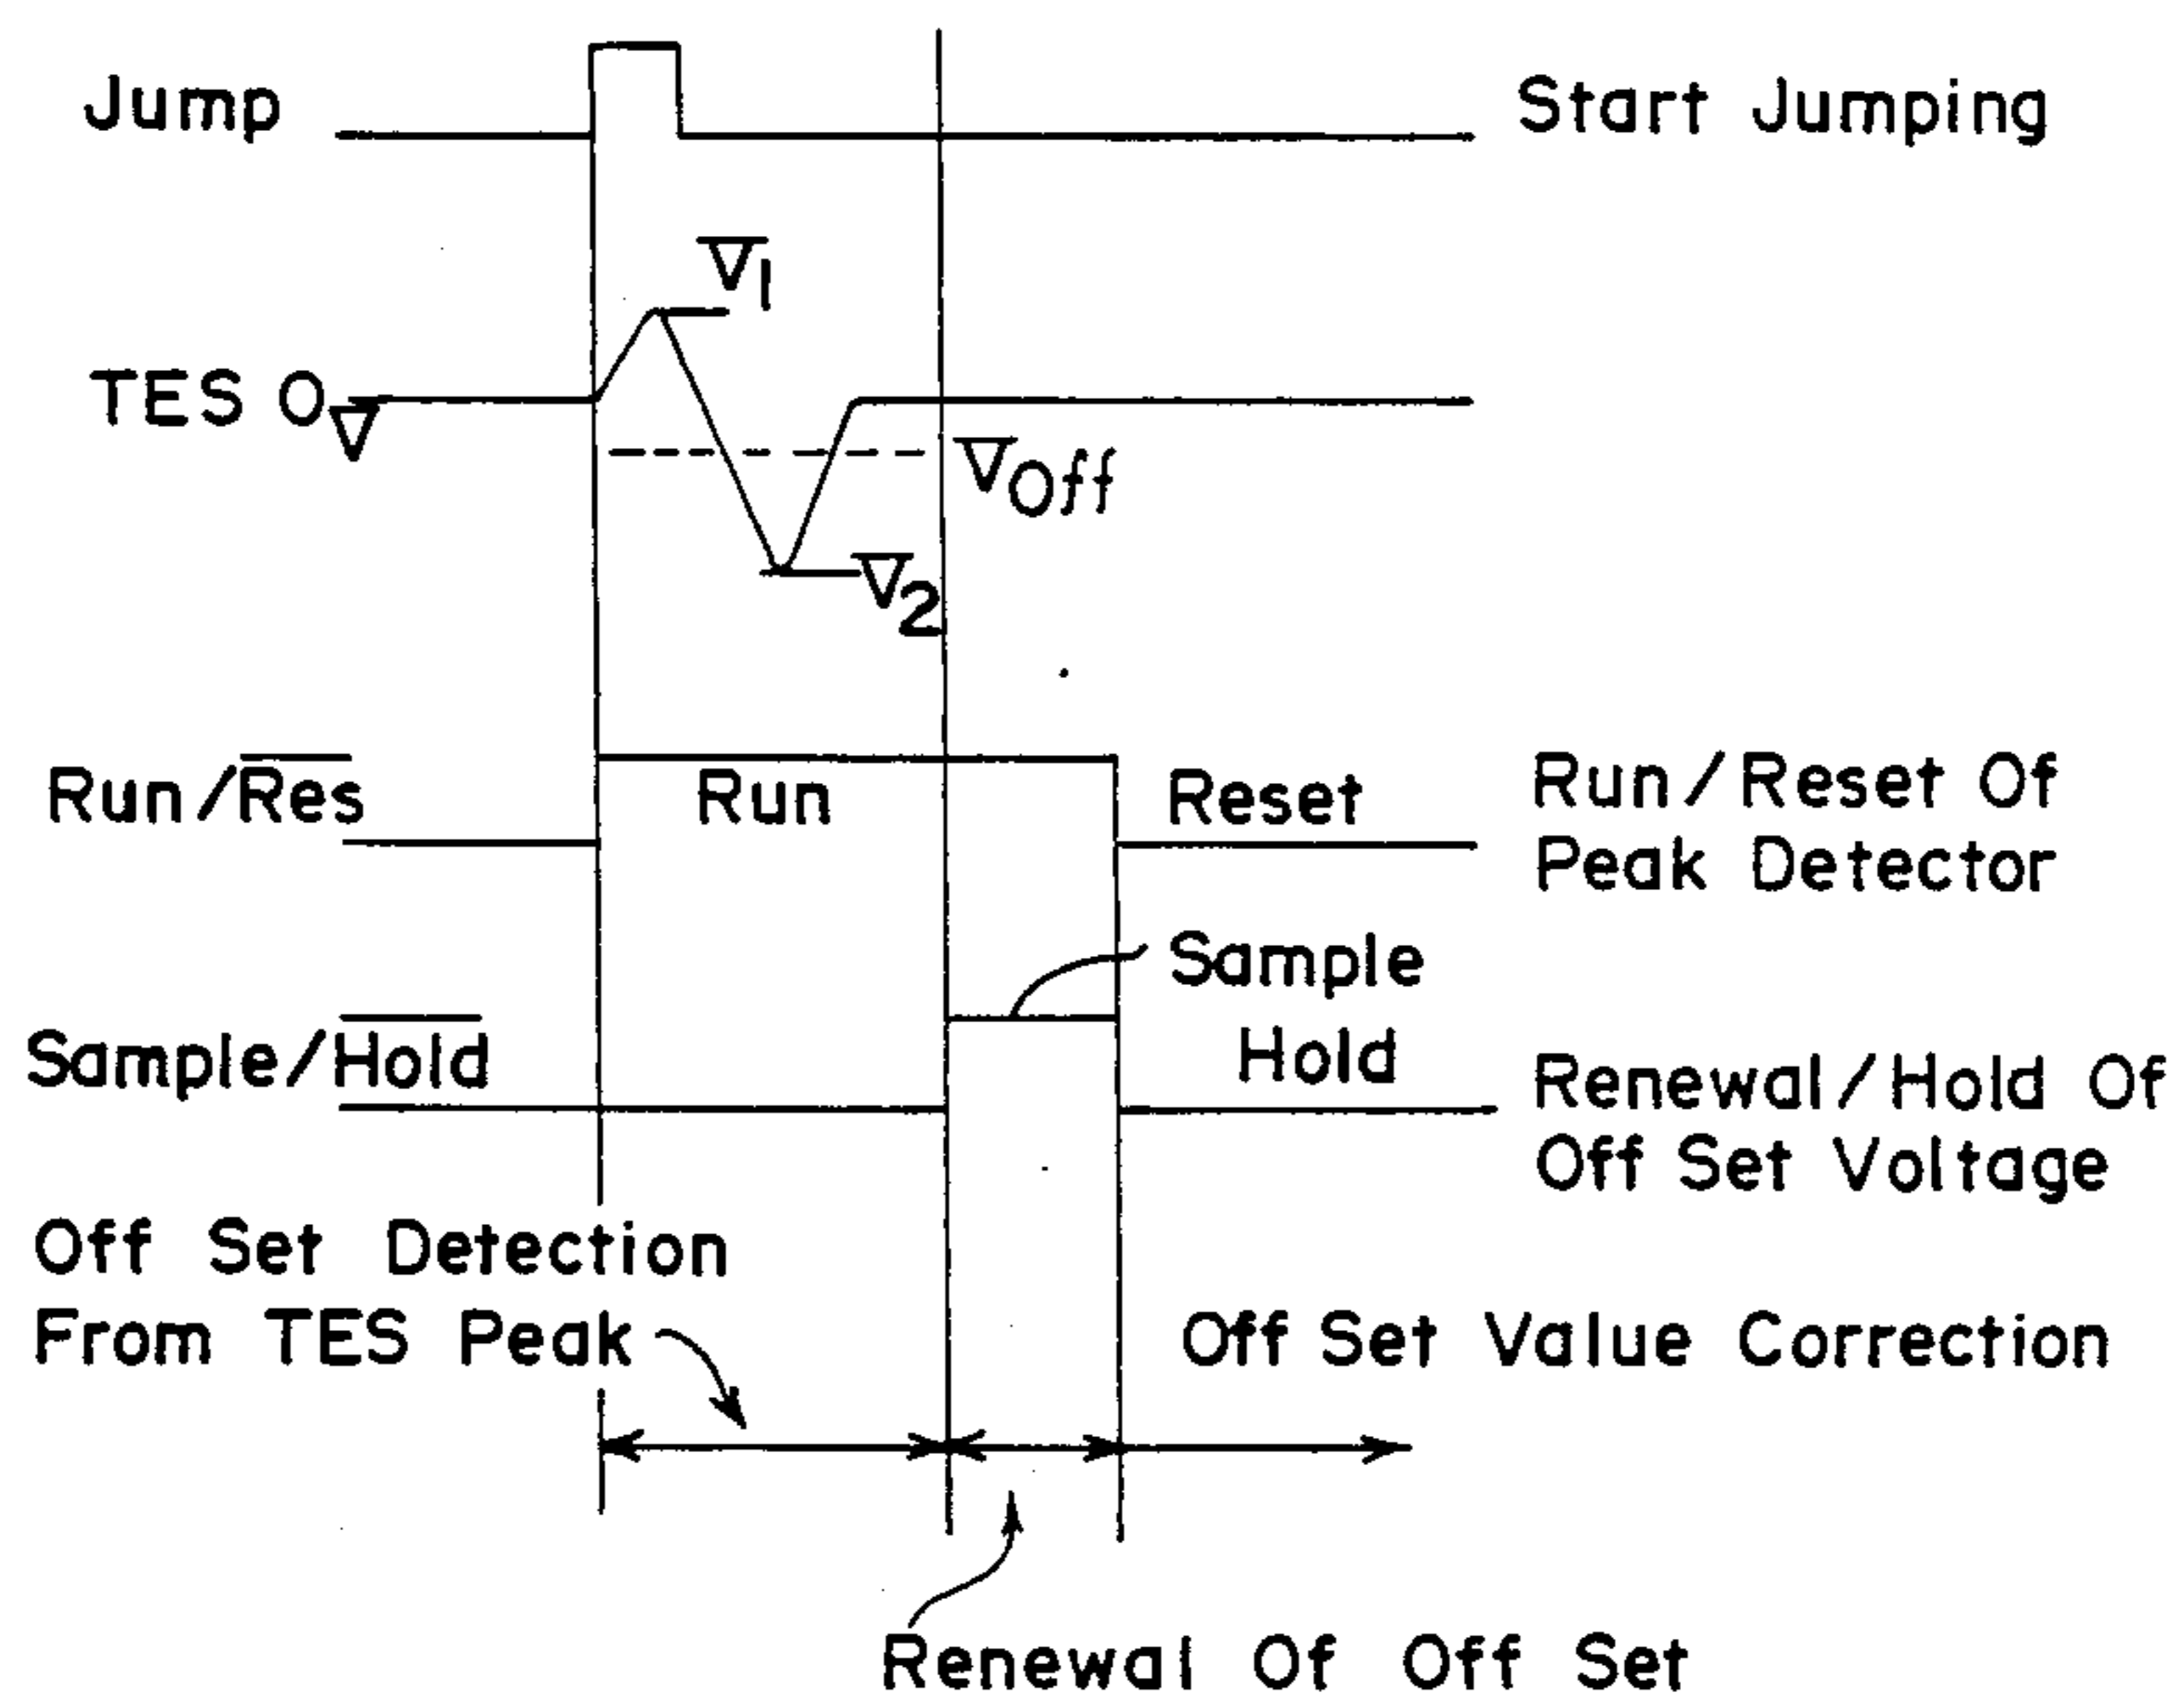 Jump
Start Jumping
V1
TES 0V
VOff
V2
Run/Res
Run
Reset
Run/Reset Of
Peak Detector
Sample
Sample/Hold
Hold
Renewal/Hold Of
Off Set Voltage
Off Set Detection
From TES Peak
Off Set Value Correction
Renewal Of Off Set